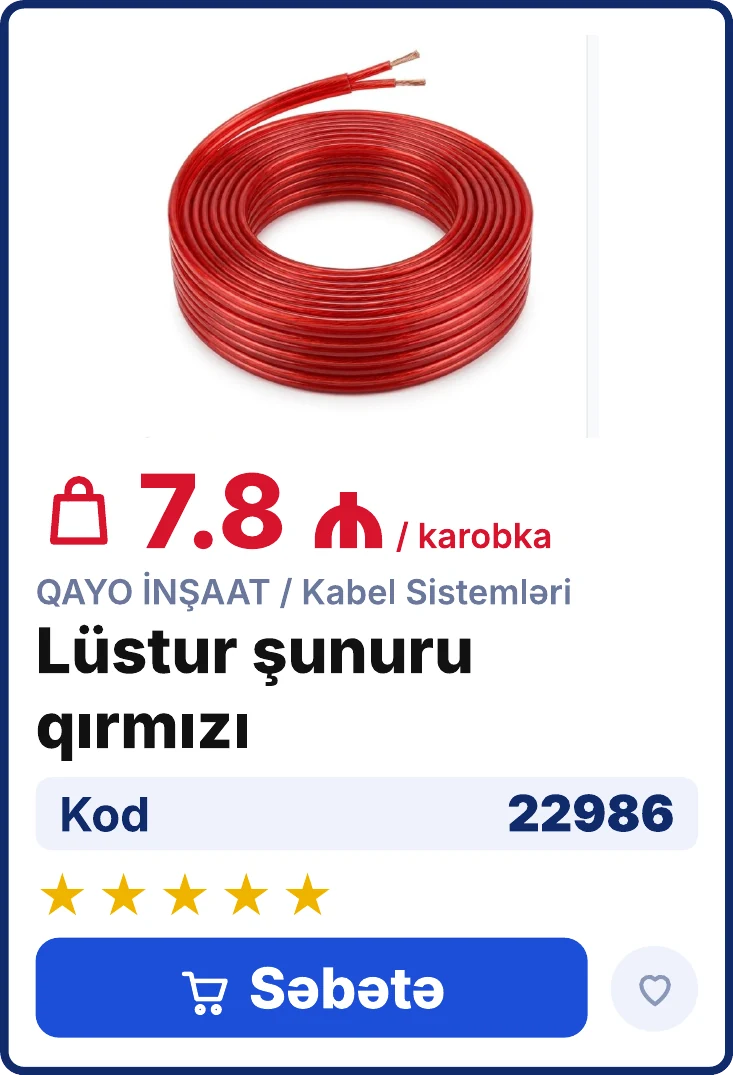 7.8 ₼ / karobka
QAYO İNŞAAT / Kabel Sistemləri
Lüstur şunuru
qırmızı
Kod 22986
★★★★★
Səbətə